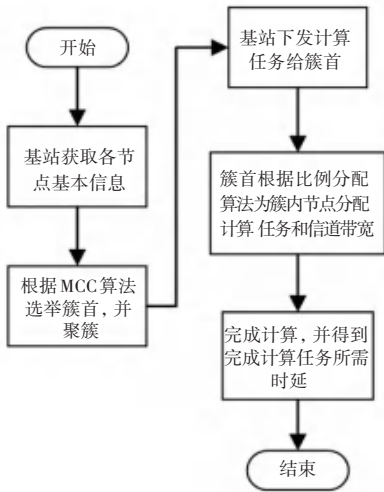 开始
基站获取各节
点基本信息
根据MCC算法
选举簇首，并
聚簇
基站下发计算
任务给簇首
簇首根据比例分配
算法为簇内节点分配
计算 任务和信道带宽
完成计算，并得到
完成计算任务所需
时延
结束